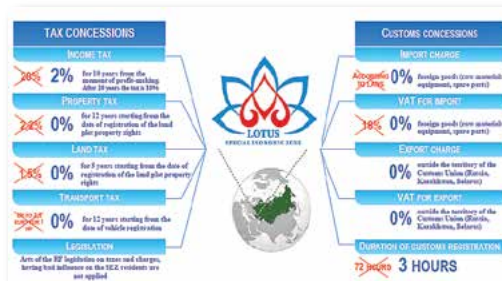 TAX CONCESSIONS
INCOME TAX
20% 2% for 10 years from the
moment of profit-making.
After 10 years the tax is 10%
PROPERTY TAX
2.2% 0% for 12 years starting from the
date of registration of the land
plot property rights
LAND TAX
1.5% 0% for 5 years starting from the date of
registration of the land plot property
rights
TRANSPORT TAX
0% for 12 years starting from the
date of vehicle registration
LEGISLATION
Acts of the RF legislation on taxes and charges,
having bad influence on the SEZ residents are
not applied
LOTUS
SPECIAL ECONOMIC ZONE
CUSTOMS CONCESSIONS
IMPORT CHARGE
ACCORDING
TO LAWS 0% foreign goods (raw materials,
equipment, spare parts)
VAT FOR IMPORT
18% 0% foreign goods (raw materials,
equipment, spare parts)
EXPORT CHARGE
0% outside the territory of the
Customs Union (Russia,
Kazakhstan, Belarus)
VAT FOR EXPORT
0% outside the territory of the
Customs Union (Russia,
Kazakhstan, Belarus)
DURATION OF CUSTOMS REGISTRATION
72 HOURS 3 HOURS